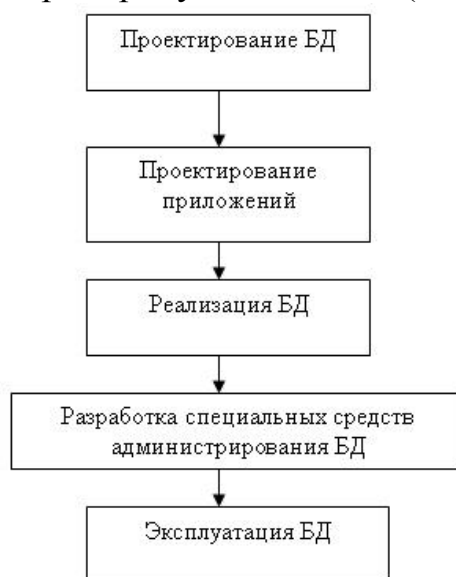 Проектирование БД
Проектирование
приложений
Реализация БД
Разработка специальных средств
администрирования БД
Эксплуатация БД